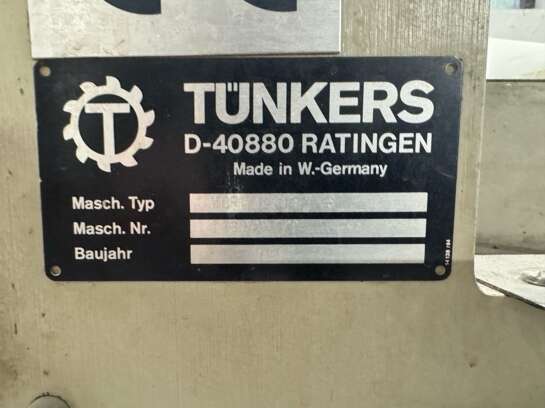 T
TÜNKERS
D-40880 RATINGEN
Made in W.-Germany
Masch. Typ
Masch. Nr.
Baujahr